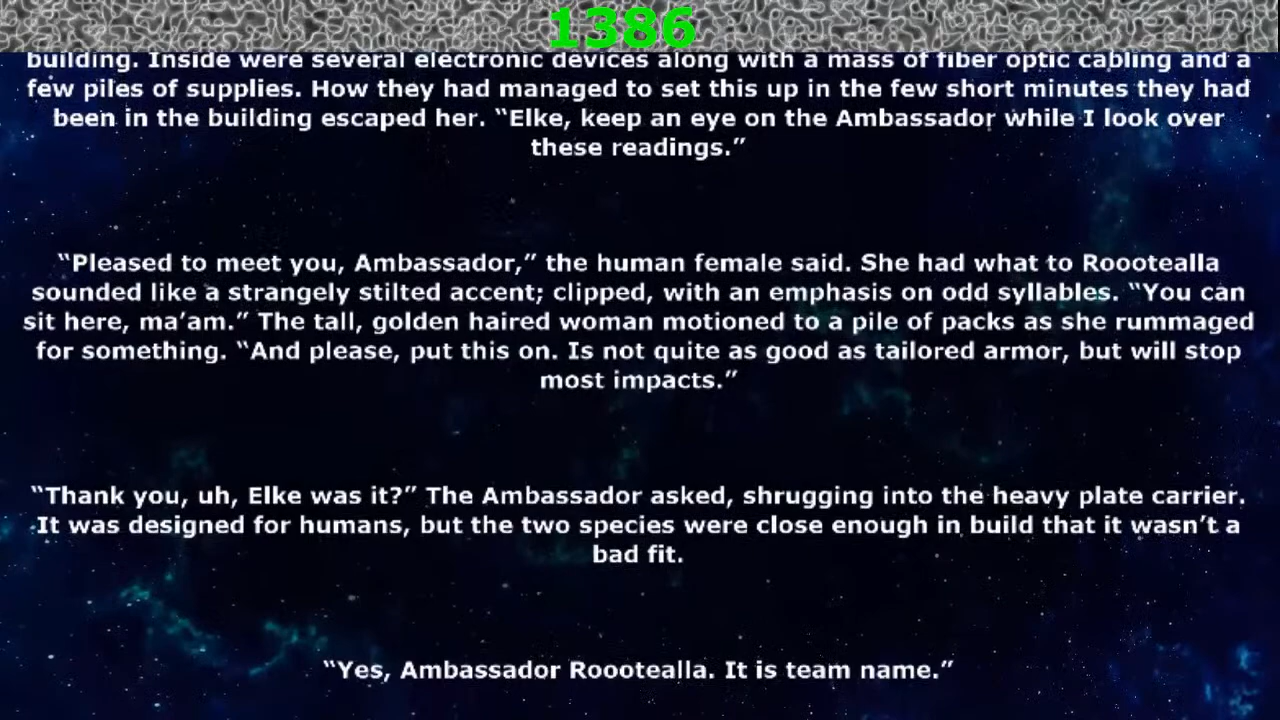 1386
building. Inside were several electronic devices along with a mass of fiber optic cabling and a
few piles of supplies. How they had managed to set this up in the few short minutes they had
been in the building escaped her. “Elke, keep an eye on the Ambassador while I look over
these readings.”
“Pleased to meet you, Ambassador,” the human female said. She had what to Roootealla
sounded like a strangely stilted accent; clipped, with an emphasis on odd syllables. “You can
sit here, ma’am.” The tall, golden haired woman motioned to a pile of packs as she rummaged
for something. “And please, put this on. Is not quite as good as tailored armor, but will stop
most impacts.”
“Thank you, uh, Elke was it?” The Ambassador asked, shrugging into the heavy plate carrier.
It was designed for humans, but the two species were close enough in build that it wasn’t a
bad fit.
“Yes, Ambassador Roootealla. It is team name.”